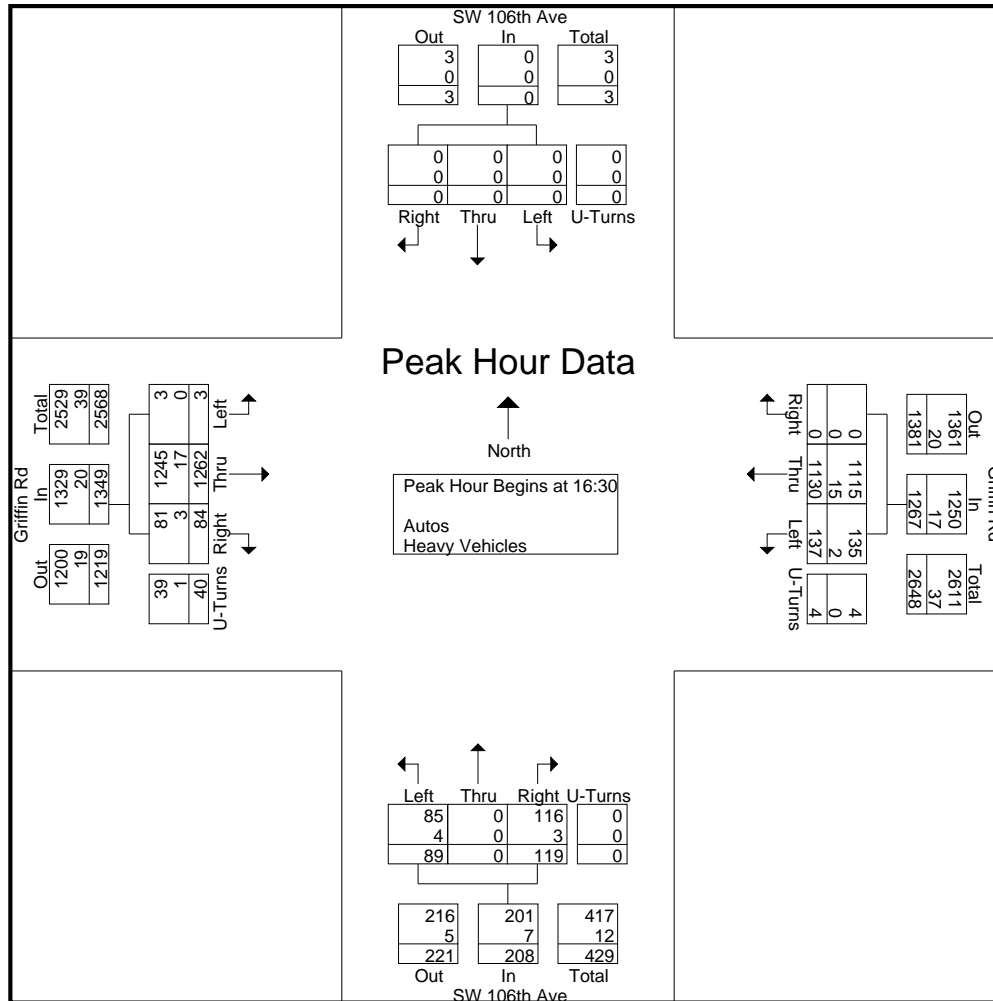 SW 106th Ave
Out In Total
3 0 3
0 0 0
3 0 3
0 0 0 0
0 0 0 0
0 0 0 0
Right Thru Left U-Turns
Peak Hour Data
North
Peak Hour Begins at 16:30
Autos
Heavy Vehicles
Griffin Rd
Out In Total
1200 1329 2529
19 20 39
1219 1349 2568
Left Thru Right U-Turns
3 1245 81 39
0 17 3 1
3 1262 84 40
Right Thru Left U-Turns
0 1115 135 4
0 15 2 0
0 1130 137 4
Out In Total
1361 1250 2611
20 17 37
1381 1267 2648
Left Thru Right U-Turns
85 0 116 0
4 0 3 0
89 0 119 0
216 201 417
5 7 12
221 208 429
Out In Total
SW 106th Ave